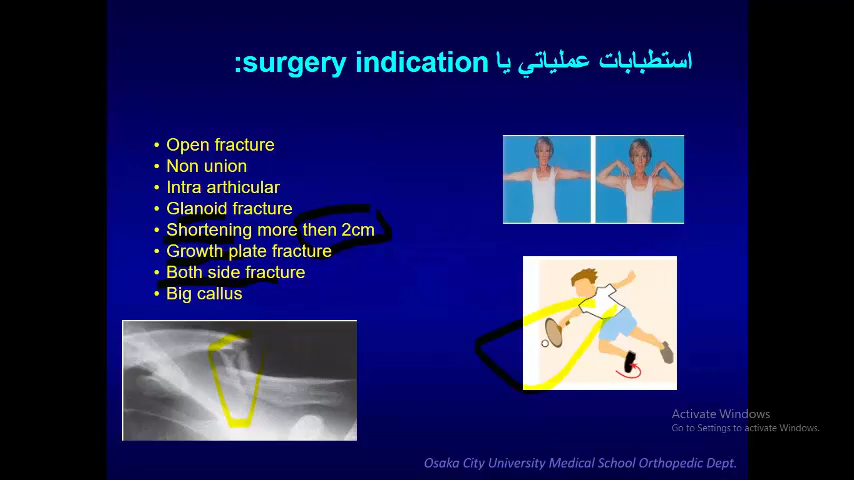 استطبابات عملياتي يا surgery indication:
• Open fracture
• Non union
• Intra arthicular
• Glanoid fracture
• Shortening more then 2cm
• Growth plate fracture
• Both side fracture
• Big callus
Activate Windows
Go to Settings to activate Windows.
Osaka City University Medical School Orthopedic Dept.